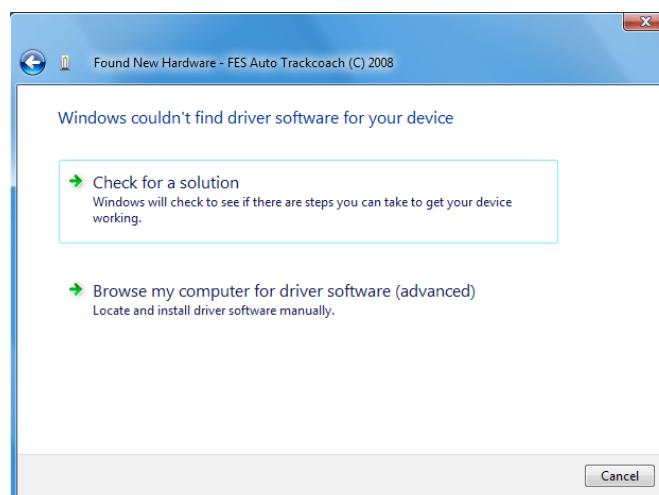 Found New Hardware - FES Auto Trackcoach (C) 2008
Windows couldn't find driver software for your device
Check for a solution
Windows will check to see if there are steps you can take to get your device
working.
Browse my computer for driver software (advanced)
Locate and install driver software manually.
Cancel